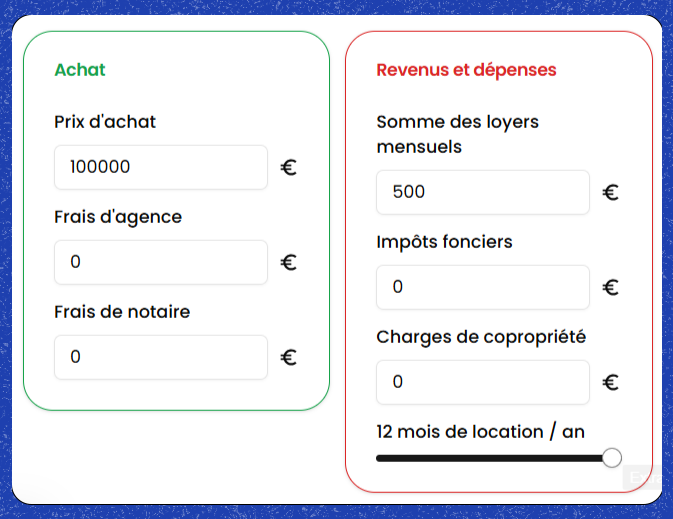 Achat
Prix d'achat
100000 €
Frais d'agence
0 €
Frais de notaire
0 €
Revenus et dépenses
Somme des loyers
mensuels
500 €
Impôts fonciers
0 €
Charges de copropriété
0 €
12 mois de location / an